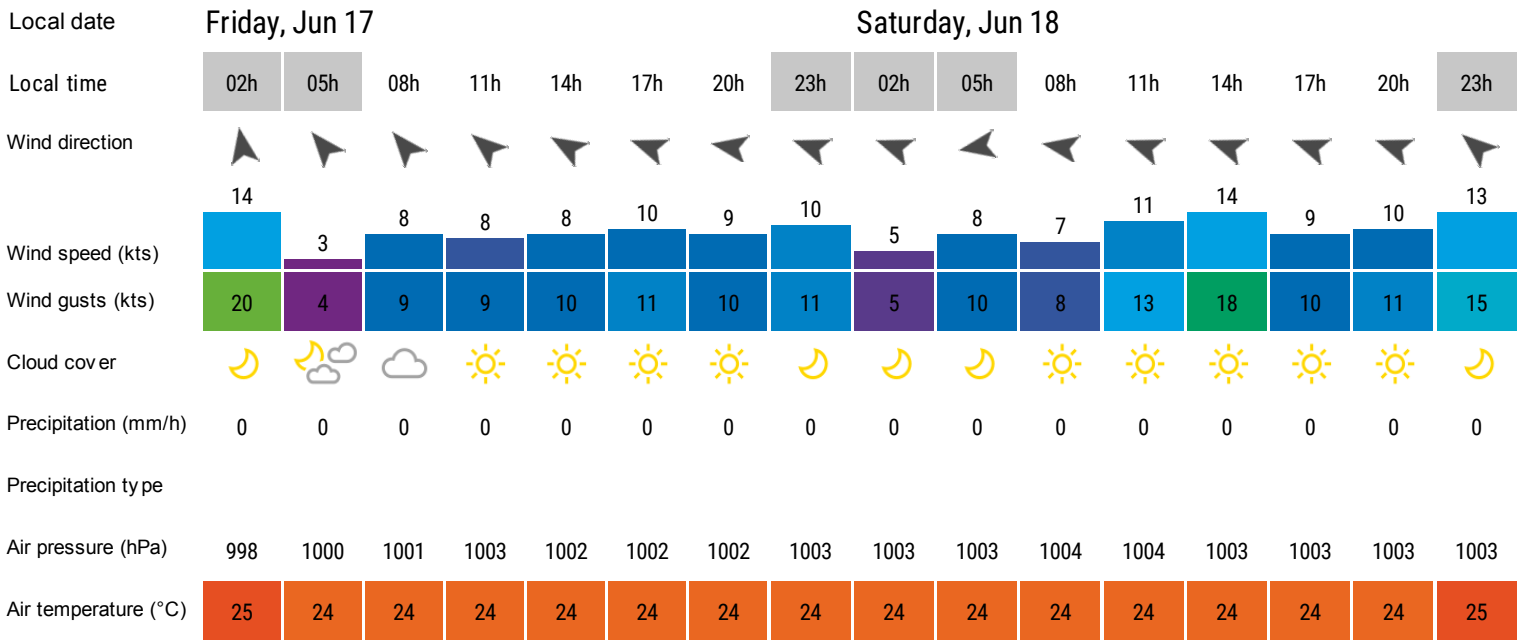 Local date Friday, Jun 17 Saturday, Jun 18
Local time 02h 05h 08h 11h 14h 17h 20h 23h 02h 05h 08h 11h 14h 17h 20h 23h
Wind direction
Wind speed (kts) 14 3 8 8 8 10 9 10 5 8 7 11 14 9 10 13
Wind gusts (kts) 20 4 9 9 10 11 10 11 5 10 8 13 18 10 11 15
Cloud cover
Precipitation (mm/h) 0 0 0 0 0 0 0 0 0 0 0 0 0 0 0 0
Precipitation type
Air pressure (hPa) 998 1000 1001 1003 1002 1002 1002 1003 1003 1003 1004 1004 1003 1003 1003 1003
Air temperature (°C) 25 24 24 24 24 24 24 24 24 24 24 24 24 24 24 25